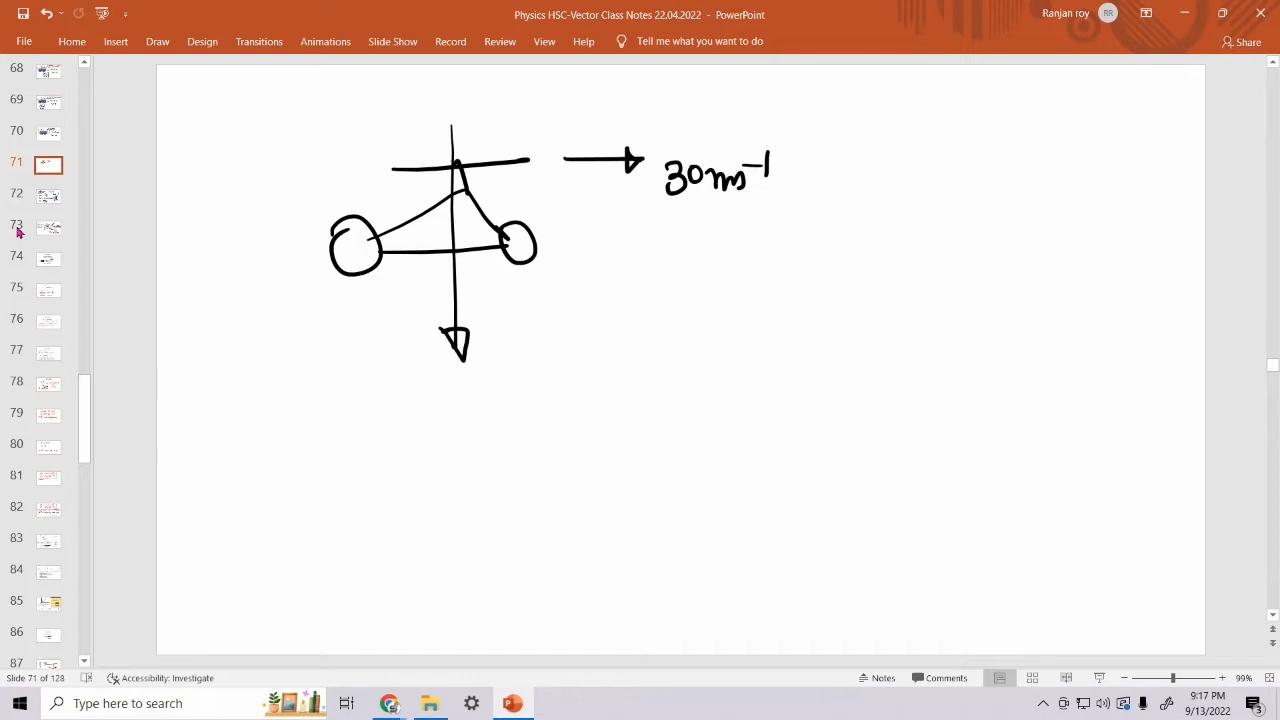 Physics HSC-Vector Class Notes 22.04.2022 - PowerPoint
Ranjan roy
RR
File Home Insert Draw Design Transitions Animations Slide Show Record Review View Help Tell me what you want to do
Share
68
69
70
71
73
74
75
76
77
78
79
80
81
82
83
84
85
86
87
30ms⁻¹
Slide 71 of 128 Accessibility: Investigate
Notes Comments 99%
Type here to search
9:17 PM
9/13/2022
3